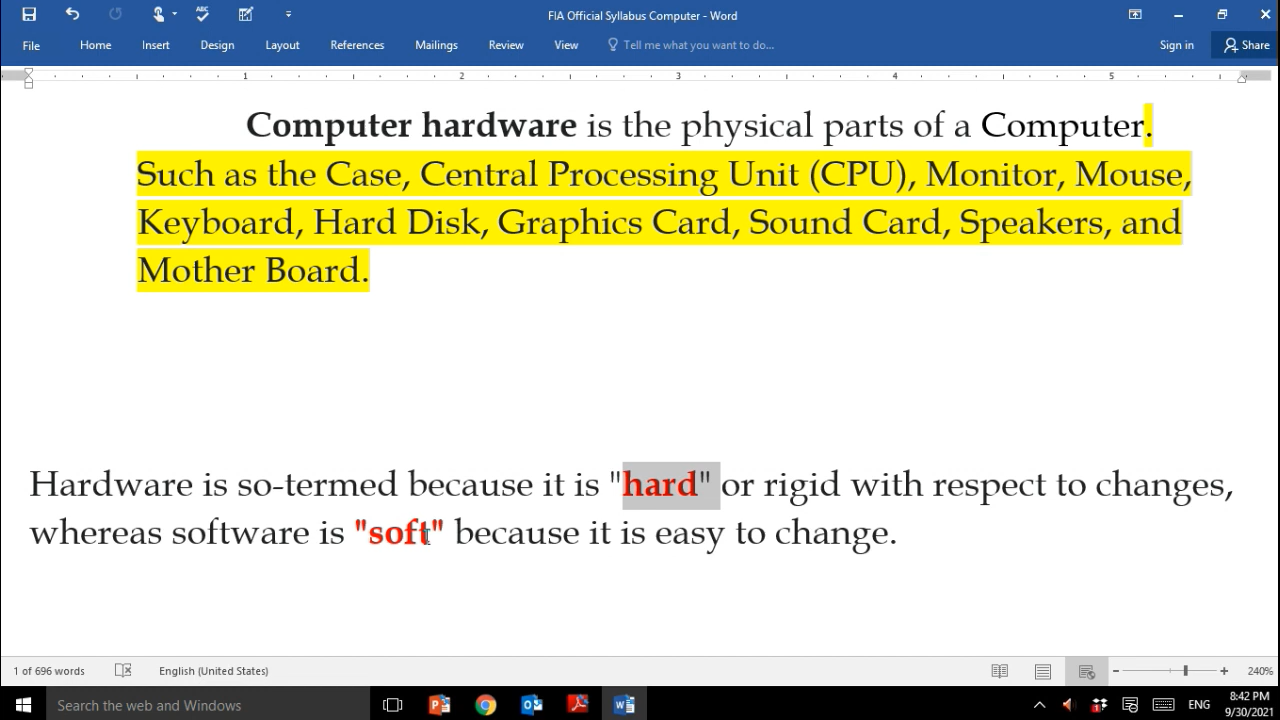 FIA Official Syllabus Computer - Word
File Home Insert Design Layout References Mailings Review View Tell me what you want to do... Sign in Share
1 2 3 4 5
Computer hardware is the physical parts of a Computer.
Such as the Case, Central Processing Unit (CPU), Monitor, Mouse,
Keyboard, Hard Disk, Graphics Card, Sound Card, Speakers, and
Mother Board.
Hardware is so-termed because it is "hard" or rigid with respect to changes,
whereas software is "soft" because it is easy to change.
1 of 696 words English (United States) 240%
Search the web and Windows ENG 8:42 PM
9/30/2021